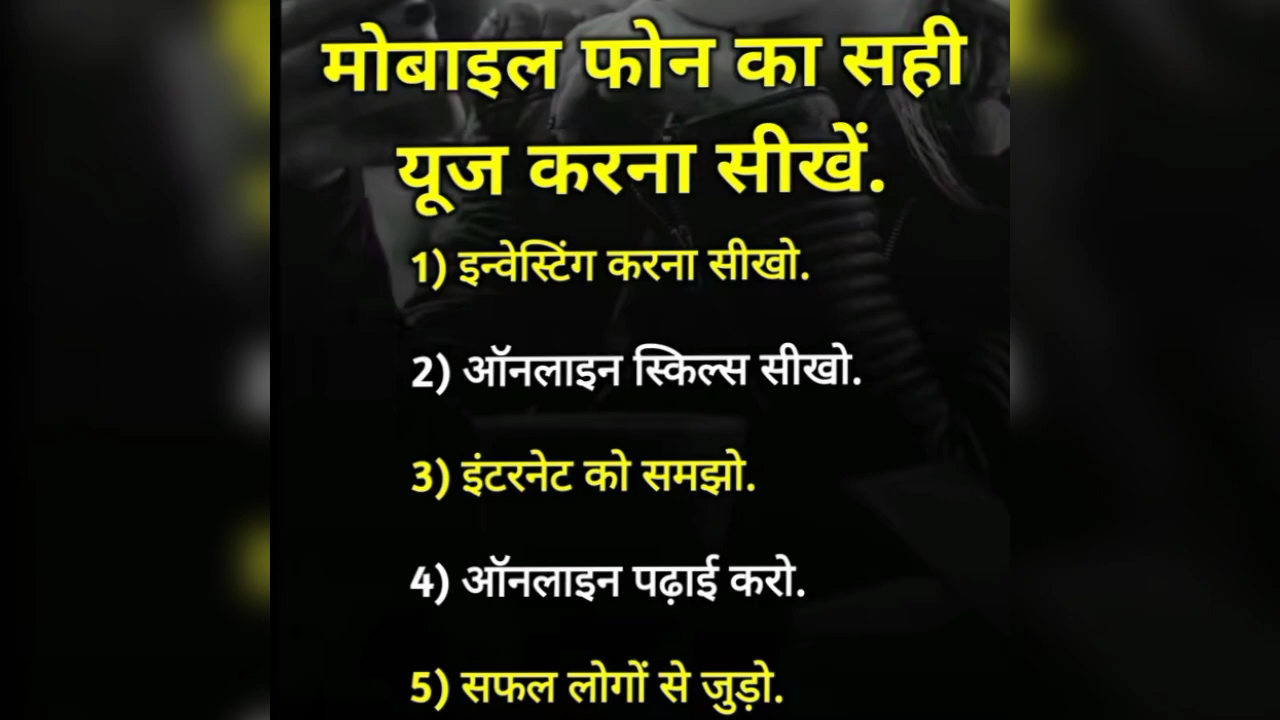 मोबाइल फोन का सही
यूज करना सीखें.
1) इन्वेस्टिंग करना सीखो.
2) ऑनलाइन स्किल्स सीखो.
3) इंटरनेट को समझो.
4) ऑनलाइन पढ़ाई करो.
5) सफल लोगों से जुड़ो.